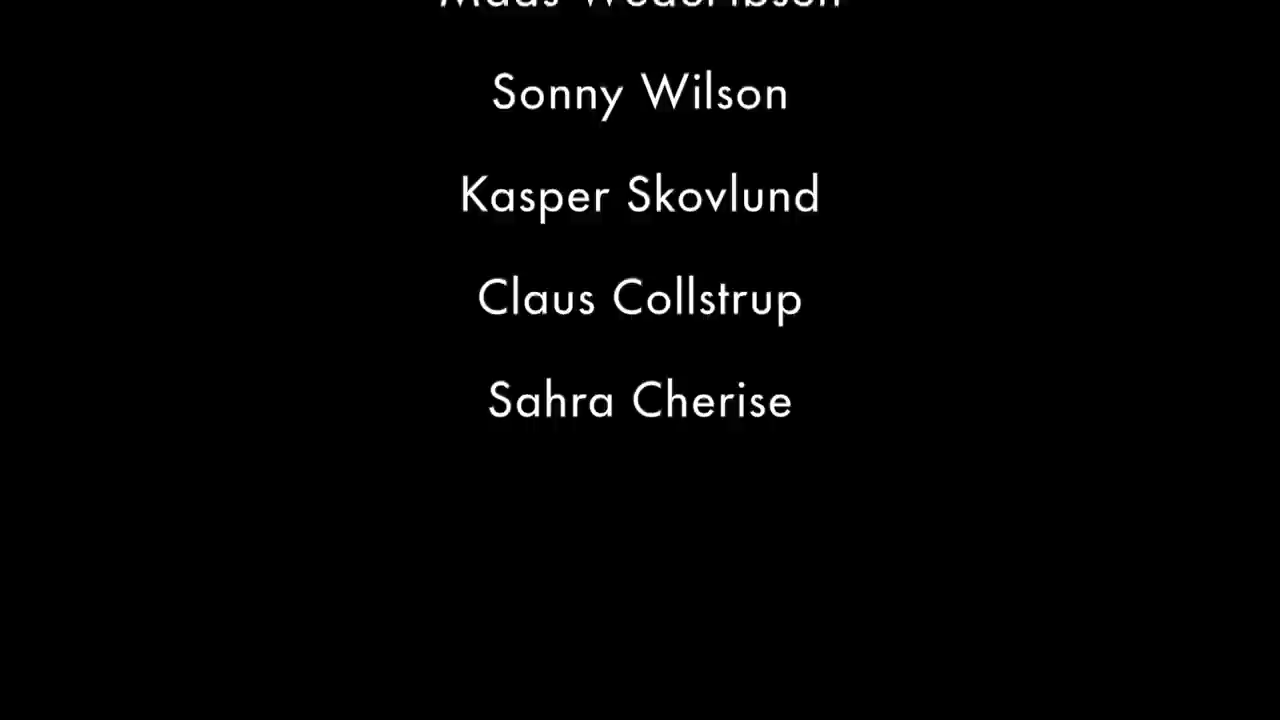 Sonny Wilson
Kasper Skovlund
Claus Collstrup
Sahra Cherise